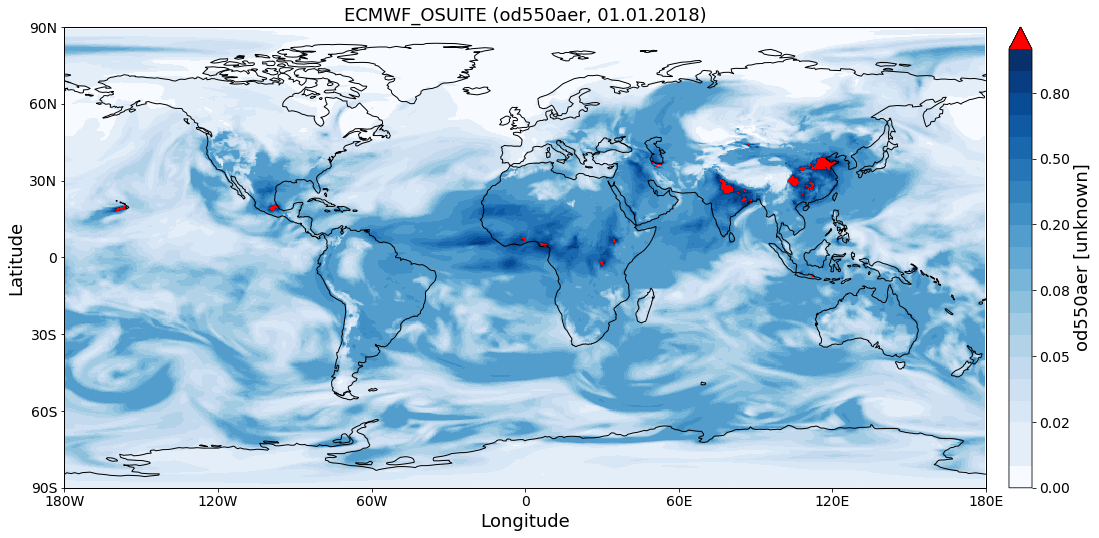 ECMWF_OSUITE (od550aer, 01.01.2018)
90N
60N
30N
0
30S
60S
90S
Latitude
180W
120W
60W
0
60E
120E
180E
Longitude
0.80
0.50
0.20
0.08
0.05
0.02
0.00
od550aer [unknown]